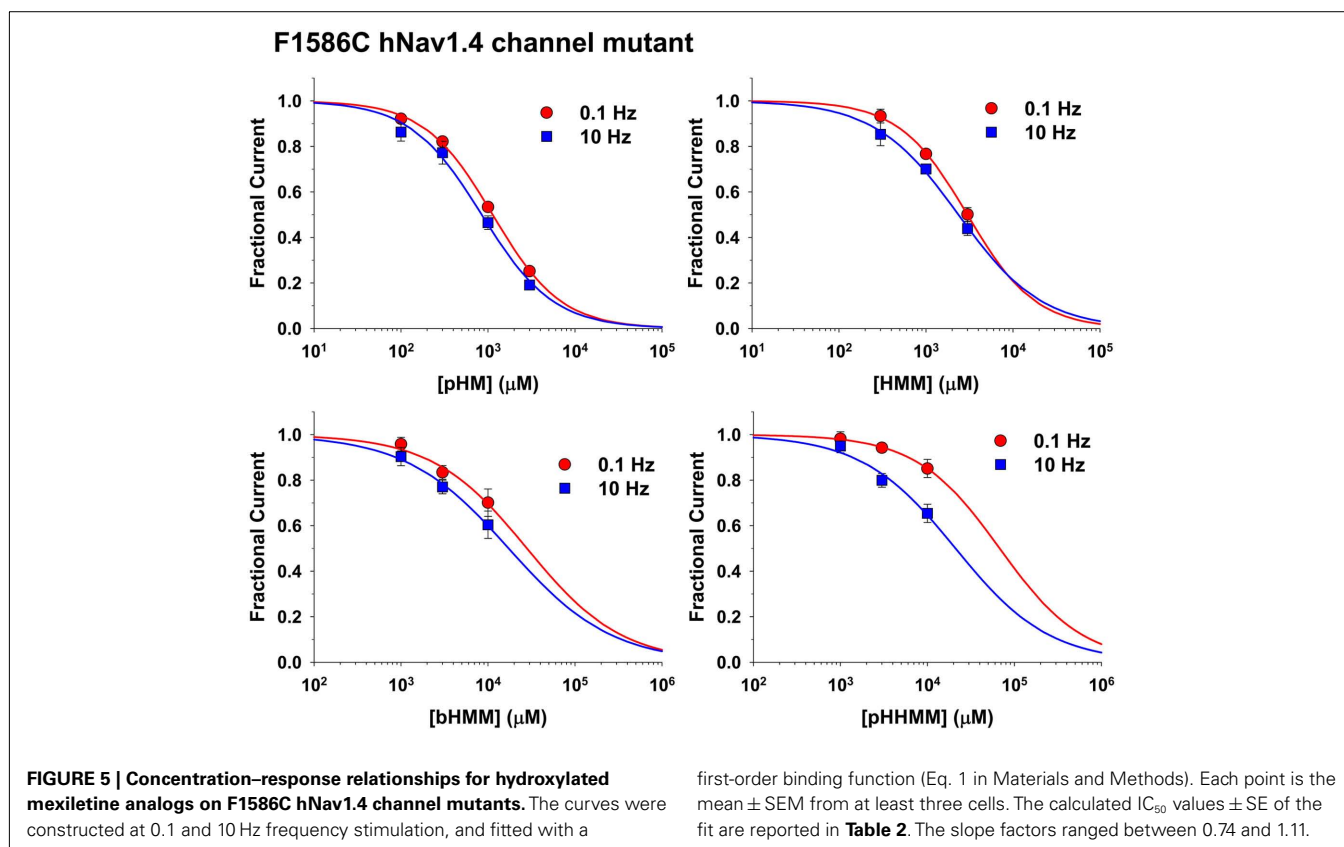 F1586C hNav1.4 channel mutant
1.0
0.8
0.6
0.4
0.2
0.0
Fractional Current
0.1 Hz
10 Hz
10¹ 10² 10³ 10⁴ 10⁵
[pHM] (μM)
1.0
0.8
0.6
0.4
0.2
0.0
Fractional Current
0.1 Hz
10 Hz
10¹ 10² 10³ 10⁴ 10⁵
[HMM] (μM)
1.0
0.8
0.6
0.4
0.2
0.0
Fractional Current
0.1 Hz
10 Hz
10² 10³ 10⁴ 10⁵ 10⁶
[bHMM] (μM)
1.0
0.8
0.6
0.4
0.2
0.0
Fractional Current
0.1 Hz
10 Hz
10² 10³ 10⁴ 10⁵ 10⁶
[pHHMM] (μM)
FIGURE 5 | Concentration–response relationships for hydroxylated
mexiletine analogs on F1586C hNav1.4 channel mutants. The curves were
constructed at 0.1 and 10 Hz frequency stimulation, and fitted with a
first-order binding function (Eq. 1 in Materials and Methods). Each point is the
mean ± SEM from at least three cells. The calculated IC₅₀ values ± SE of the
fit are reported in Table 2. The slope factors ranged between 0.74 and 1.11.